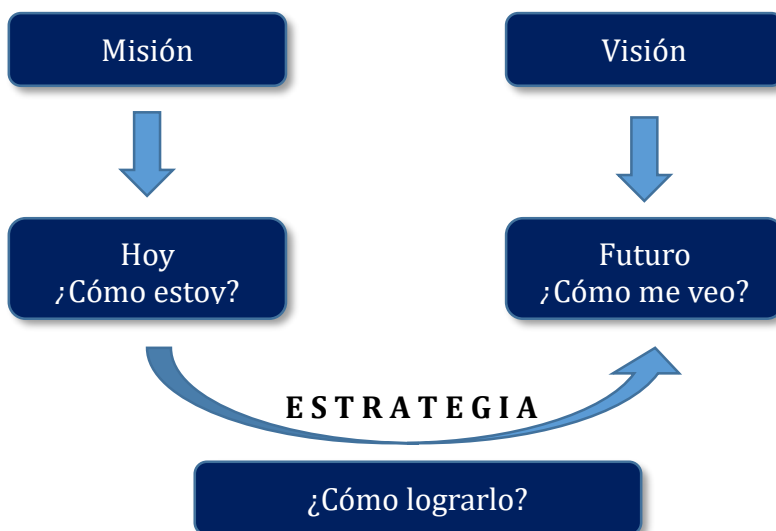 Misión
Visión
Hoy
¿Cómo estoy?
Futuro
¿Cómo me veo?
ESTRATEGIA
¿Cómo lograrlo?